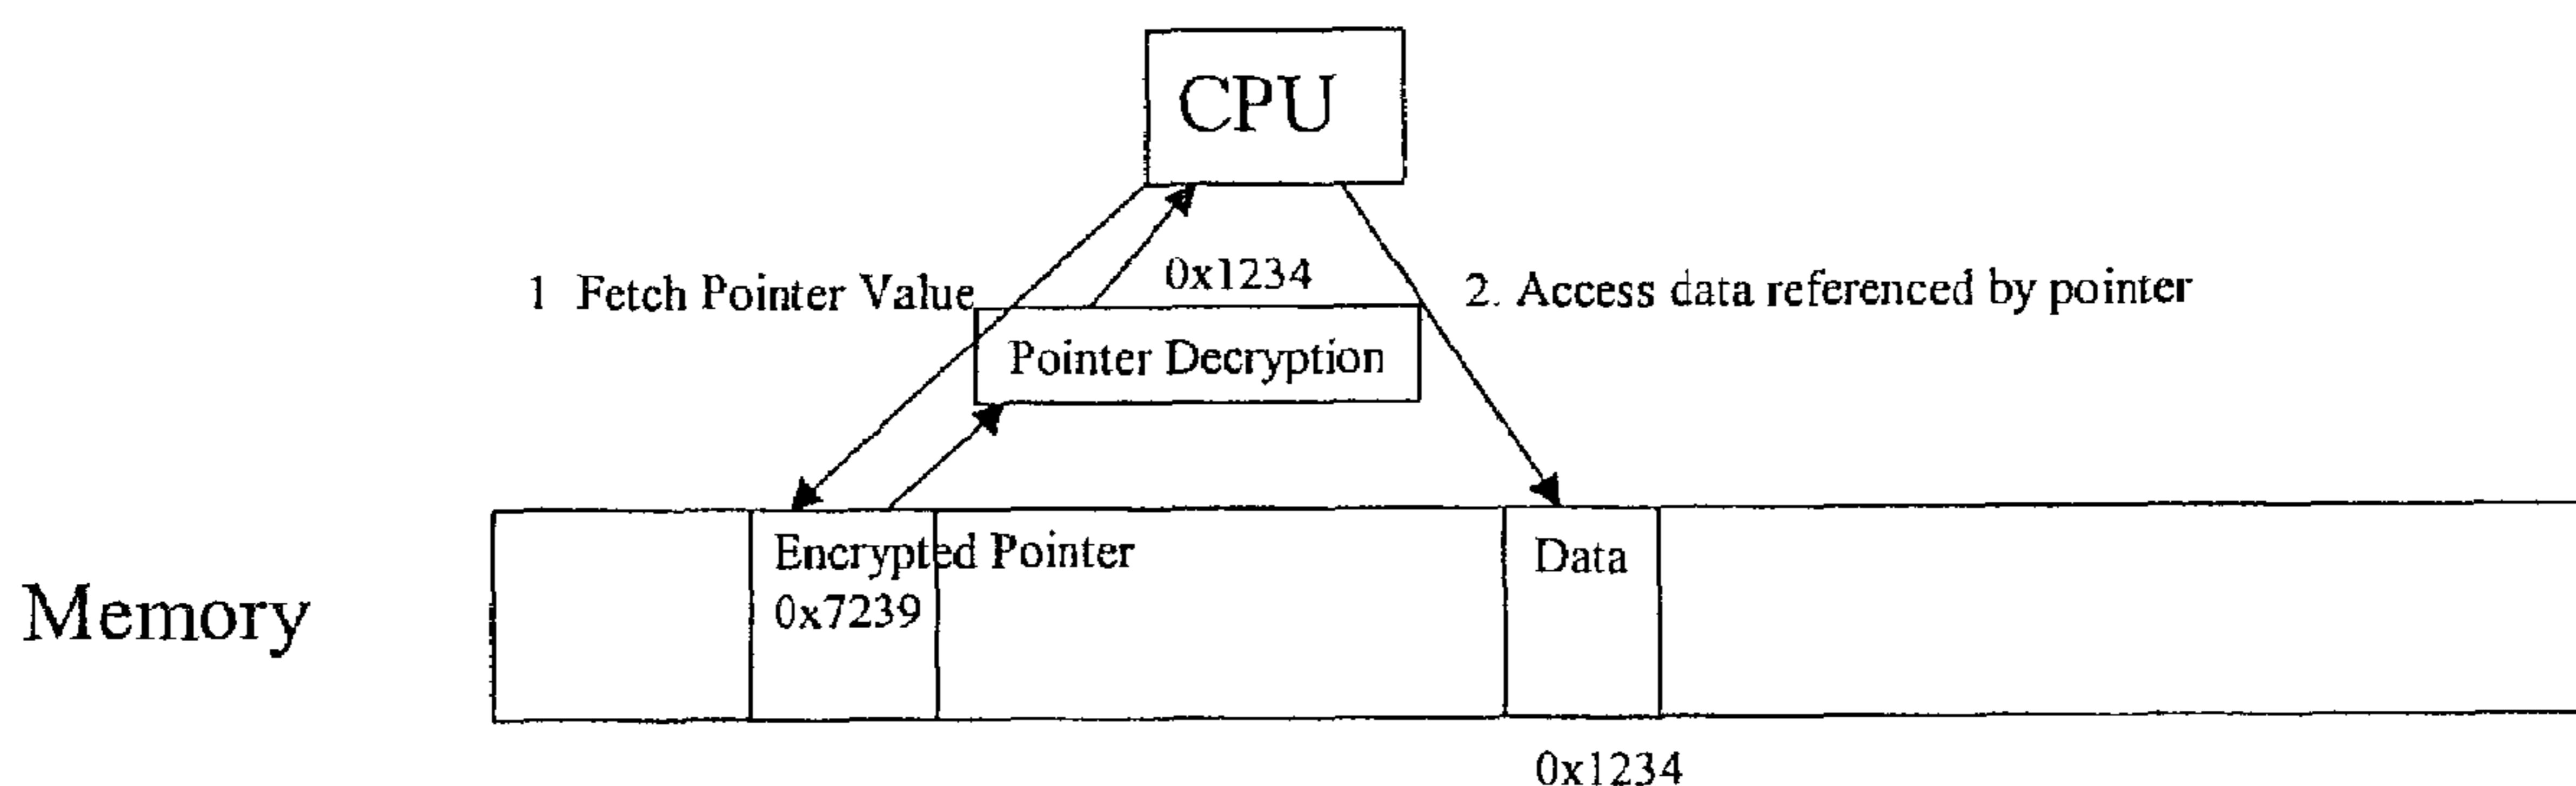 CPU
0x1234
1 Fetch Pointer Value
2. Access data referenced by pointer
Pointer Decryption
Encrypted Pointer
0x7239
Data
Memory
0x1234